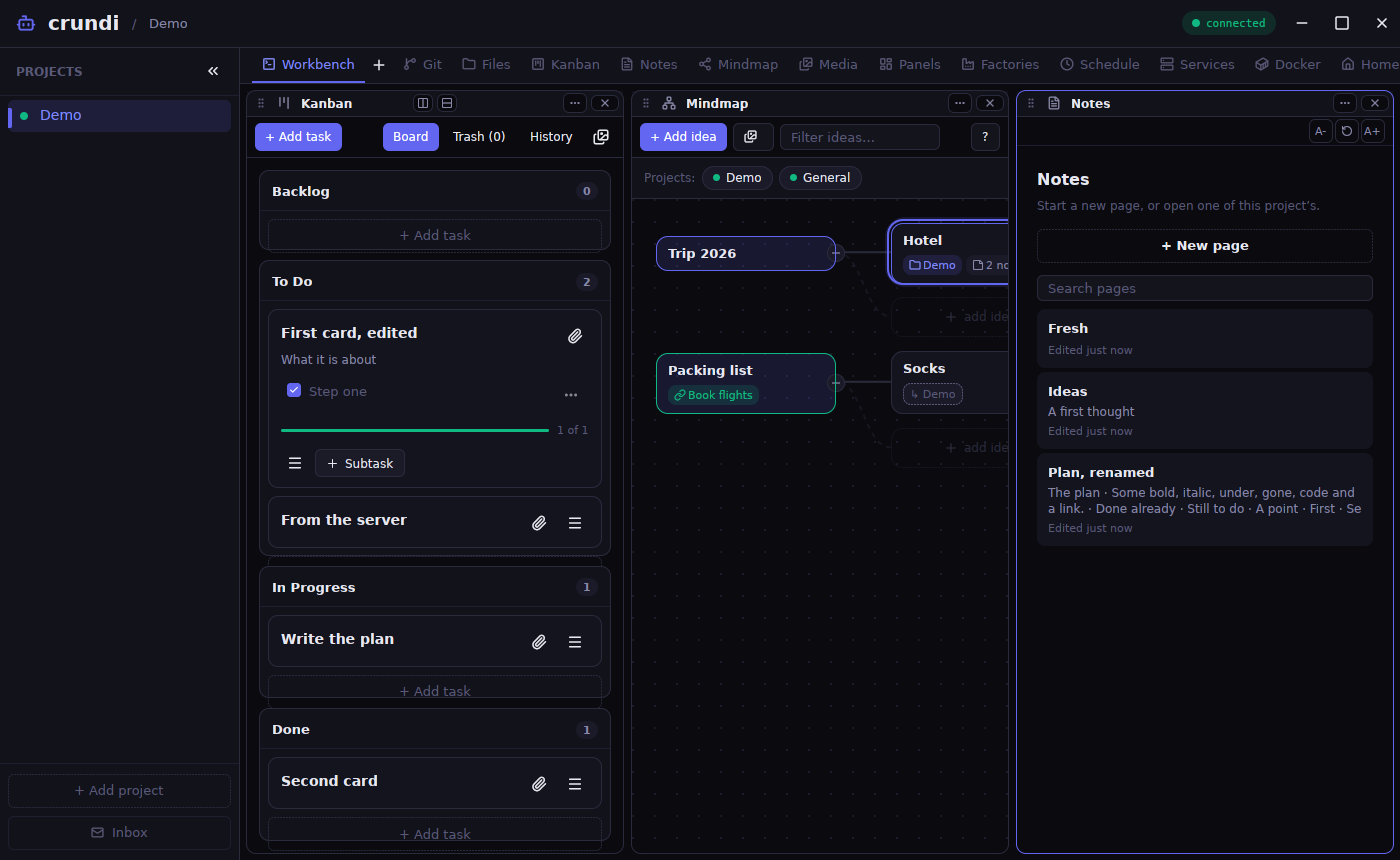 crundi / Demo
connected
PROJECTS
Demo
+ Add project
Inbox
Workbench
Git
Files
Kanban
Notes
Mindmap
Media
Panels
Factories
Schedule
Services
Docker
Home
Kanban
+ Add task
Board
Trash (0)
History
Backlog
0
+ Add task
To Do
2
First card, edited
What it is about
Step one
1 of 1
+ Subtask
From the server
In Progress
1
Write the plan
+ Add task
Done
1
Second card
+ Add task
Mindmap
+ Add idea
Filter ideas...
?
Projects:
Demo
General
Trip 2026
Hotel
Demo
2 no
+ add ide
Packing list
Book flights
Socks
↳ Demo
+ add ide
Notes
A-
A+
Notes
Start a new page, or open one of this project's.
+ New page
Search pages
Fresh
Edited just now
Ideas
A first thought
Edited just now
Plan, renamed
The plan · Some bold, italic, under, gone, code and
a link. · Done already · Still to do · A point · First · Se
Edited just now